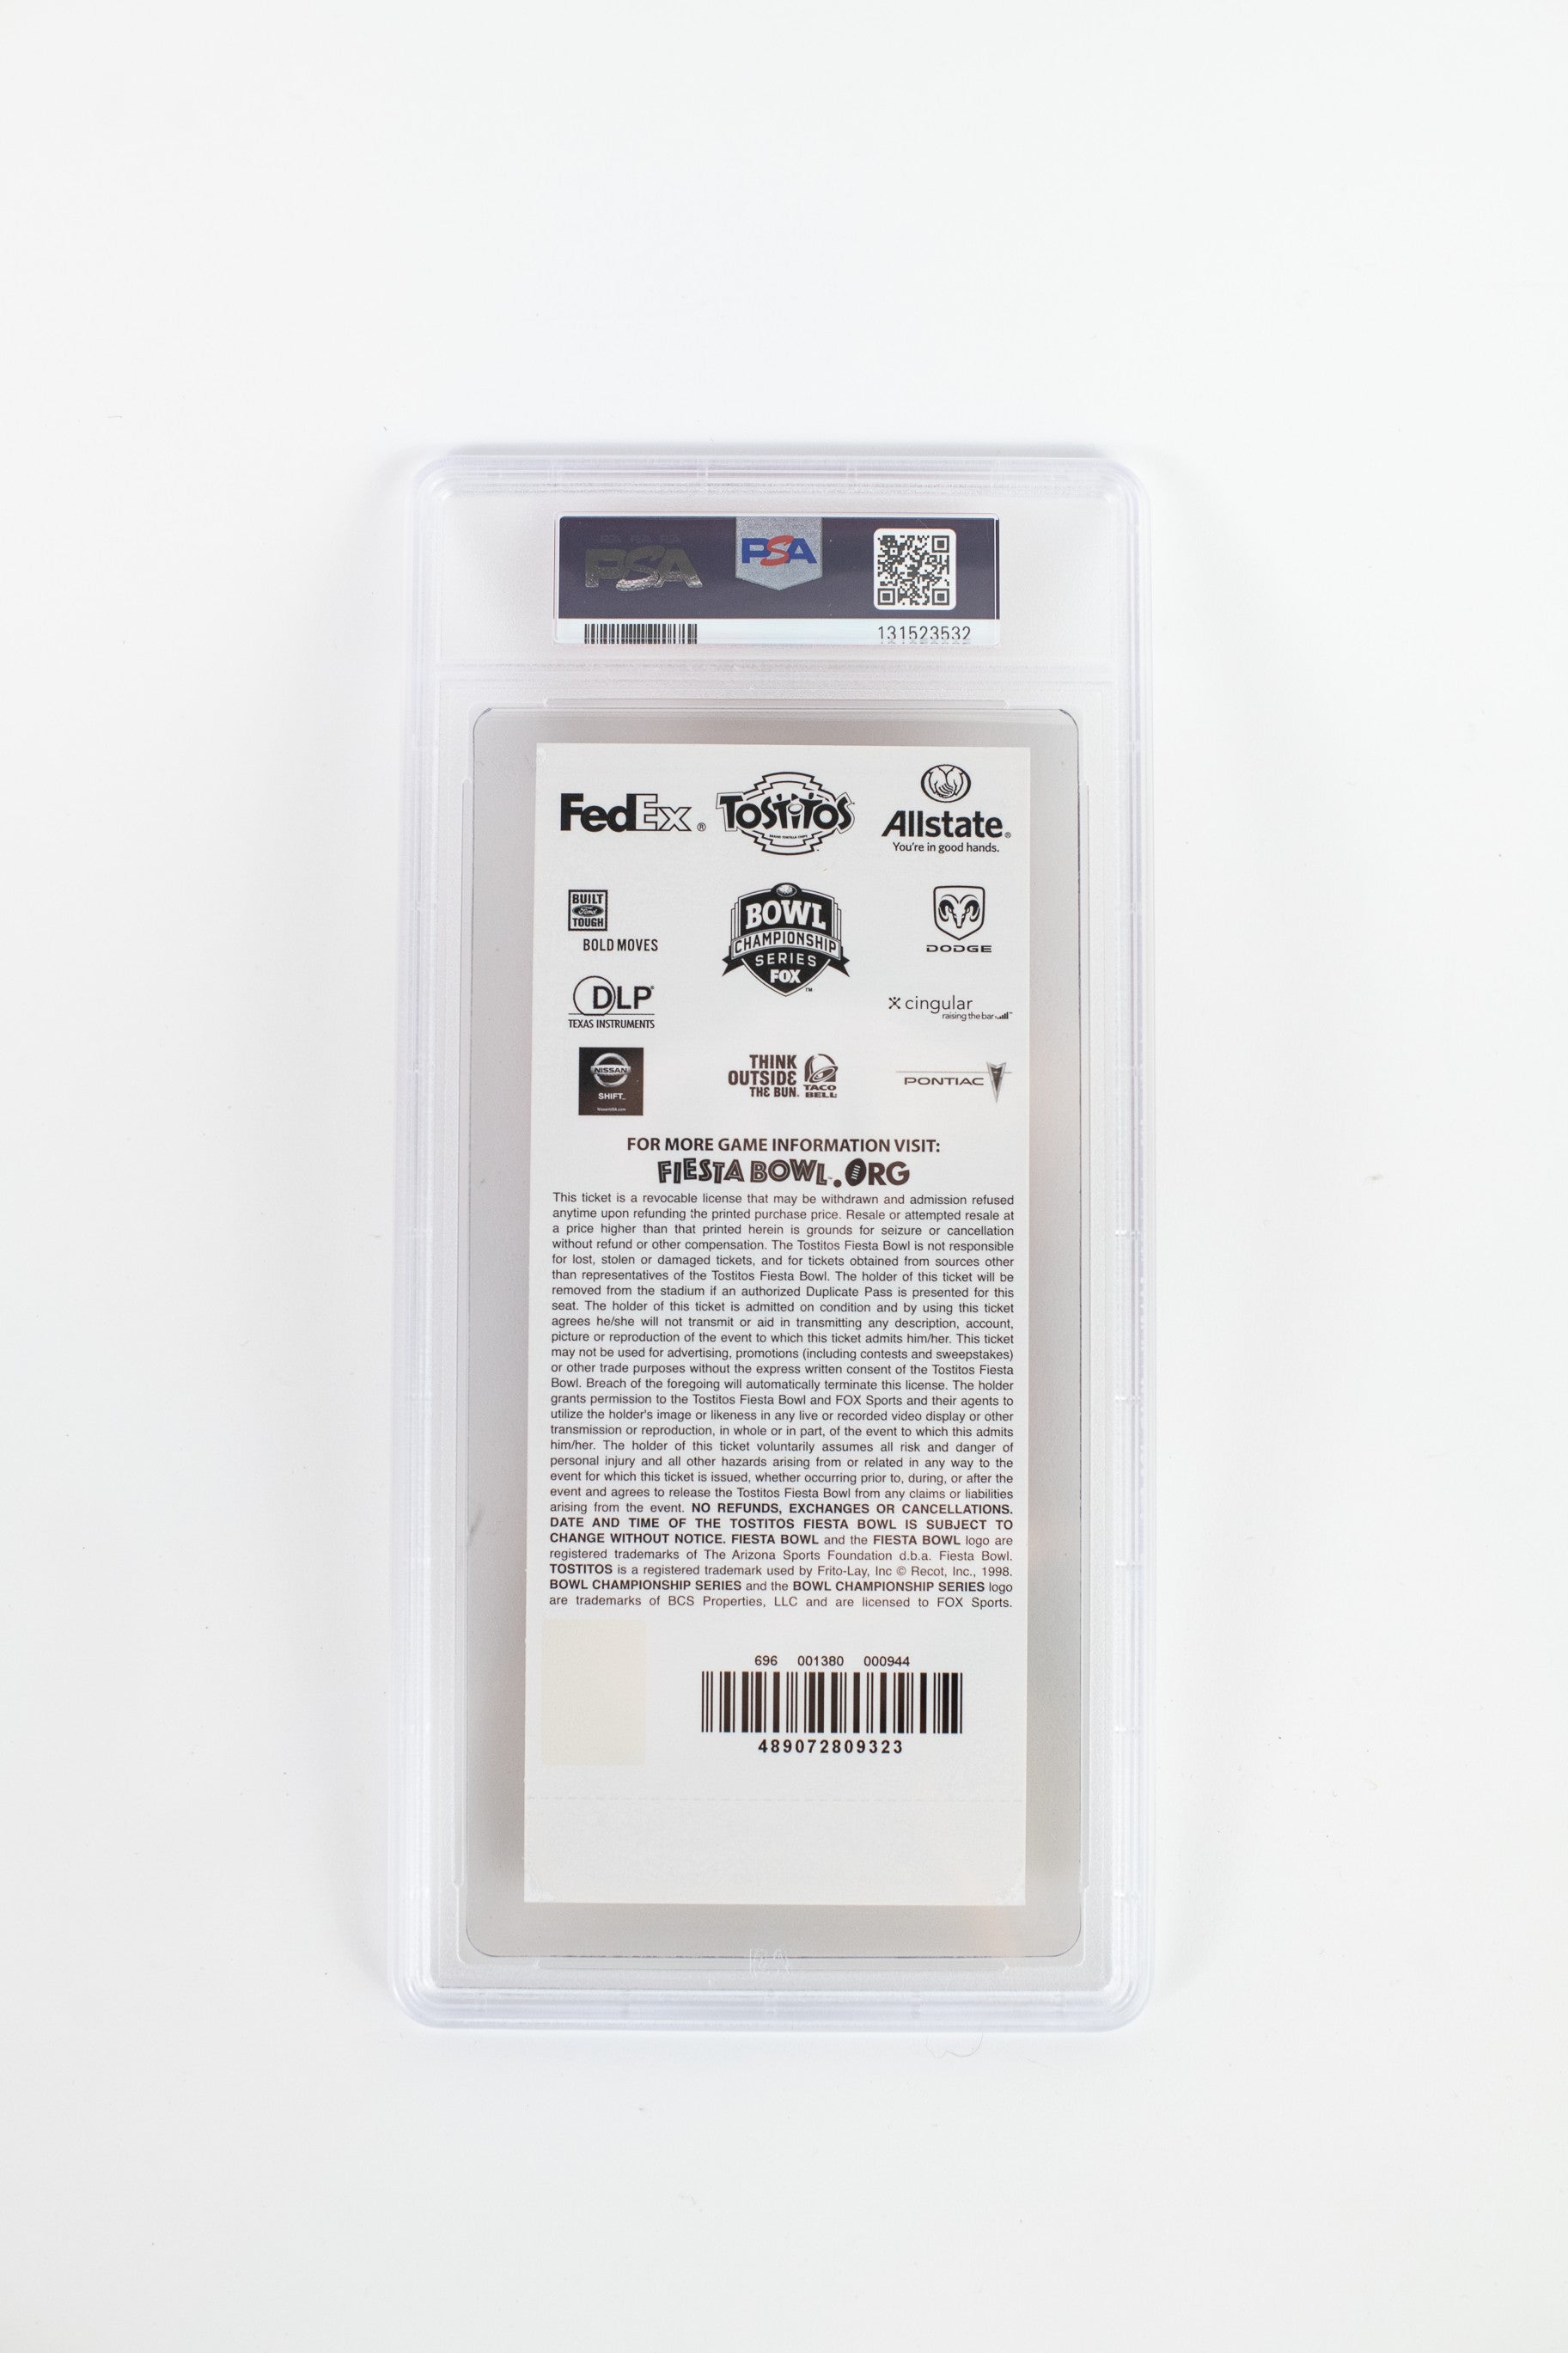 PSA PSA
131523532
FedEx® TOSTITOS Allstate®
You're in good hands.
BUILT Ford TOUGH
BOLD MOVES
BOWL
CHAMPIONSHIP
SERIES
FOX
™
DODGE
DLP®
TEXAS INSTRUMENTS
cingular
raising the bar
NISSAN
SHIFT_
THINK
OUTSIDE
THE BUN.
TACO
BELL
PONTIAC
FOR MORE GAME INFORMATION VISIT:
FIESTA BOWL.ORG
This ticket is a revocable license that may be withdrawn and admission refused
anytime upon refunding the printed purchase price. Resale or attempted resale at
a price higher than that printed herein is grounds for seizure or cancellation
without refund or other compensation. The Tostitos Fiesta Bowl is not responsible
for lost, stolen or damaged tickets, and for tickets obtained from sources other
than representatives of the Tostitos Fiesta Bowl. The holder of this ticket will be
removed from the stadium if an authorized Duplicate Pass is presented for this
seat. The holder of this ticket is admitted on condition and by using this ticket
agrees he/she will not transmit or aid in transmitting any description, account,
picture or reproduction of the event to which this ticket admits him/her. This ticket
may not be used for advertising, promotions (including contests and sweepstakes)
or other trade purposes without the express written consent of the Tostitos Fiesta
Bowl. Breach of the foregoing will automatically terminate this license. The holder
grants permission to the Tostitos Fiesta Bowl and FOX Sports and their agents to
utilize the holder's image or likeness in any live or recorded video display or other
transmission or reproduction, in whole or in part, of the event to which this admits
him/her. The holder of this ticket voluntarily assumes all risk and danger of
personal injury and all other hazards arising from or related in any way to the
event for which this ticket is issued, whether occurring prior to, during, or after the
event and agrees to release the Tostitos Fiesta Bowl from any claims or liabilities
arising from the event. NO REFUNDS, EXCHANGES OR CANCELLATIONS.
DATE AND TIME OF THE TOSTITOS FIESTA BOWL IS SUBJECT TO
CHANGE WITHOUT NOTICE. FIESTA BOWL and the FIESTA BOWL logo are
registered trademarks of The Arizona Sports Foundation d.b.a. Fiesta Bowl.
TOSTITOS is a registered trademark used by Frito-Lay, Inc © Recot, Inc., 1998.
BOWL CHAMPIONSHIP SERIES and the BOWL CHAMPIONSHIP SERIES logo
are trademarks of BCS Properties, LLC and are licensed to FOX Sports.
696 001380 000944
489072809323